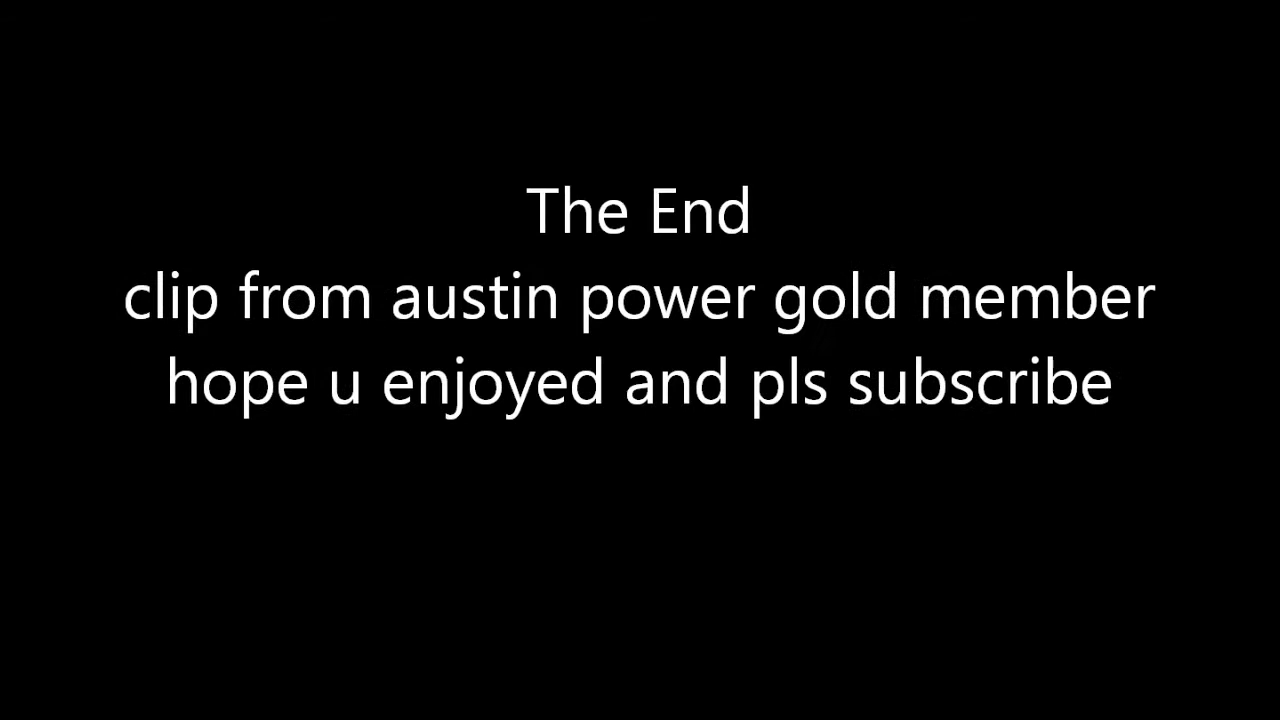 The End
clip from austin power gold member
hope u enjoyed and pls subscribe